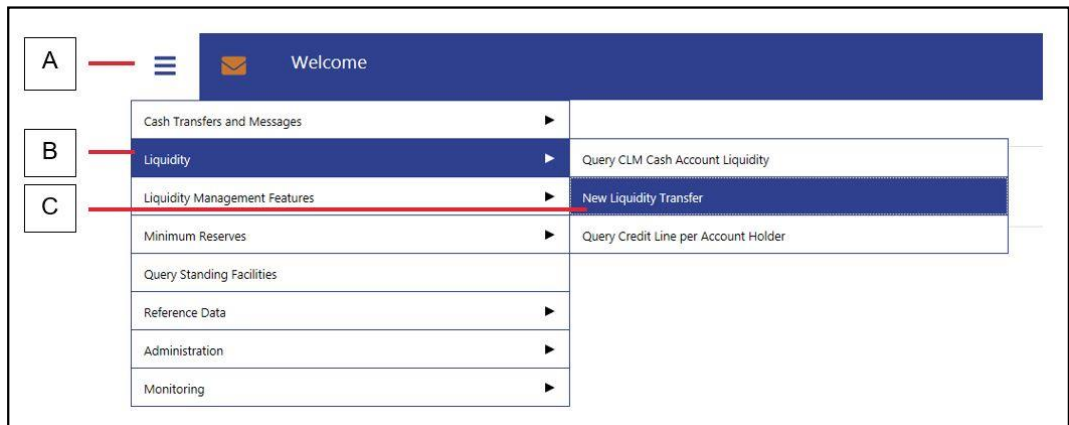 A
Welcome
Cash Transfers and Messages
B
Liquidity
Query CLM Cash Account Liquidity
C
Liquidity Management Features
New Liquidity Transfer
Minimum Reserves
Query Credit Line per Account Holder
Query Standing Facilities
Reference Data
Administration
Monitoring